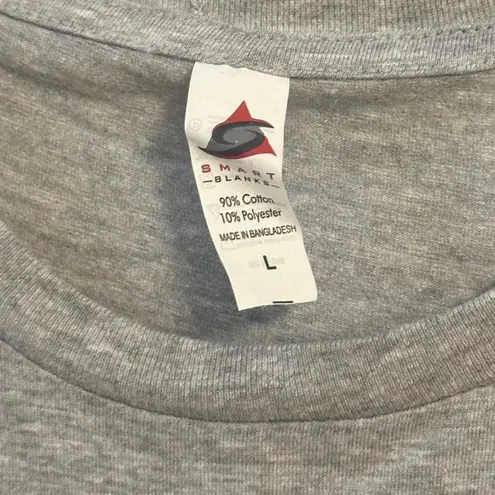 SMART
—BLANKS—
90% Cotton
10% Polyester
MADE IN BANGLADESH
L